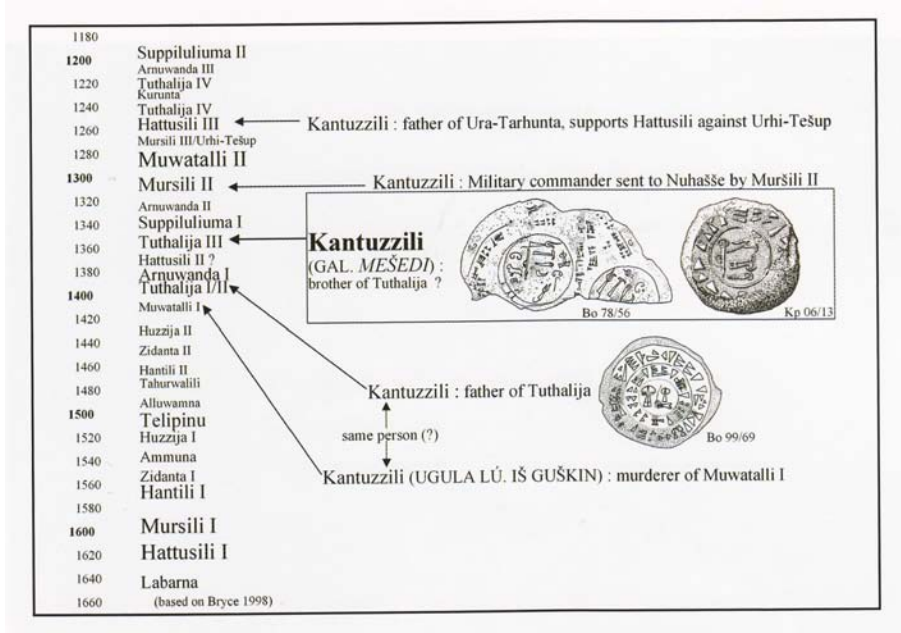 1180
1200 Suppiluliuma II
Arnuwanda III
1220 Tuthalija IV
Kurunta
1240 Tuthalija IV
Hattusili III Kantuzzili : father of Ura-Tarhunta, supports Hattusili against Urhi-Tešup
1260
Mursili III/Urhi-Tešup
1280 Muwatalli II
1300 Mursili II Kantuzzili : Military commander sent to Nuhašše by Muršili II
1320 Arnuwanda II
1340 Suppiluliuma I
Tuthalija III Kantuzzili
1360
Hattusili II ? (GAL. MEŠEDI) :
1380 Arnuwanda I brother of Tuthalija ?
Tuthalija I/II
1400 Muwatalli I Bo 78/56 Kp 06/13
1420
Huzzija II
1440
Zidanta II
1460 Hantili II
Tahurwalili
1480 Kantuzzili : father of Tuthalija
Alluwamna
1500 Telipinu
1520 Huzzija I same person (?) Bo 99/69
1540 Ammuna
Zidanta I Kantuzzili (UGULA LÚ. IŠ GUŠKIN) : murderer of Muwatalli I
1560 Hantili I
1580
1600 Mursili I
1620 Hattusili I
1640 Labarna
1660 (based on Bryce 1998)